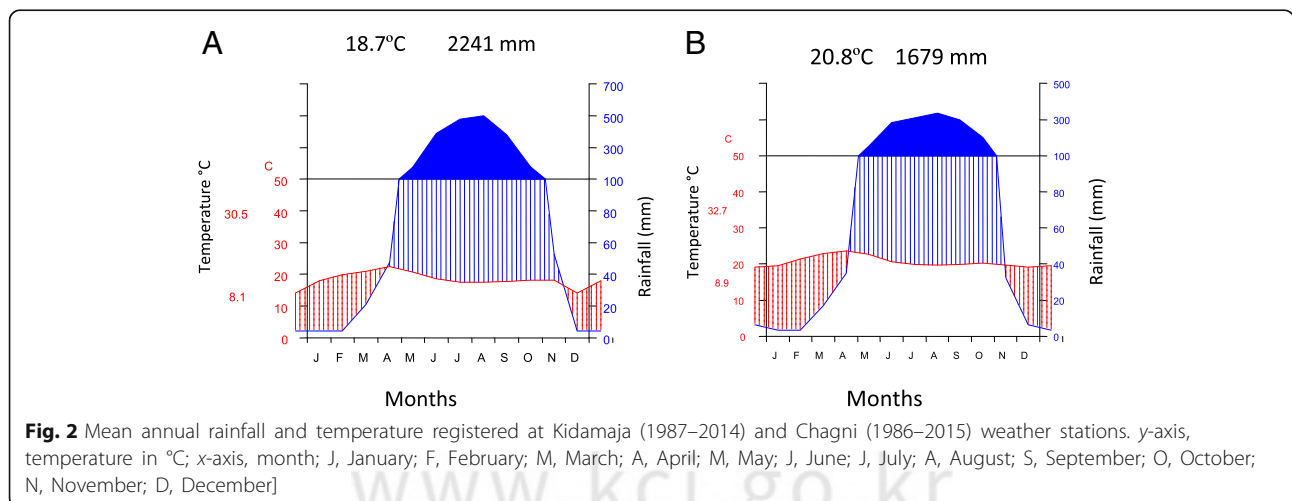 A
18.7°C 2241 mm
Temperature °C
30.5
8.1
C
50
40
30
20
10
0
700
500
300
100
80
60
40
20
0
Rainfall (mm)
J F M A M J J A S O N D
Months
B
20.8°C 1679 mm
Temperature °C
32.7
8.9
C
50
40
30
20
10
0
500
300
100
80
60
40
20
0
Rainfall (mm)
J F M A M J J A S O N D
Months
Fig. 2 Mean annual rainfall and temperature registered at Kidamaja (1987–2014) and Chagni (1986–2015) weather stations. y-axis,
temperature in °C; x-axis, month; J, January; F, February; M, March; A, April; M, May; J, June; J, July; A, August; S, September; O, October;
N, November; D, December]
www.kci.go.kr